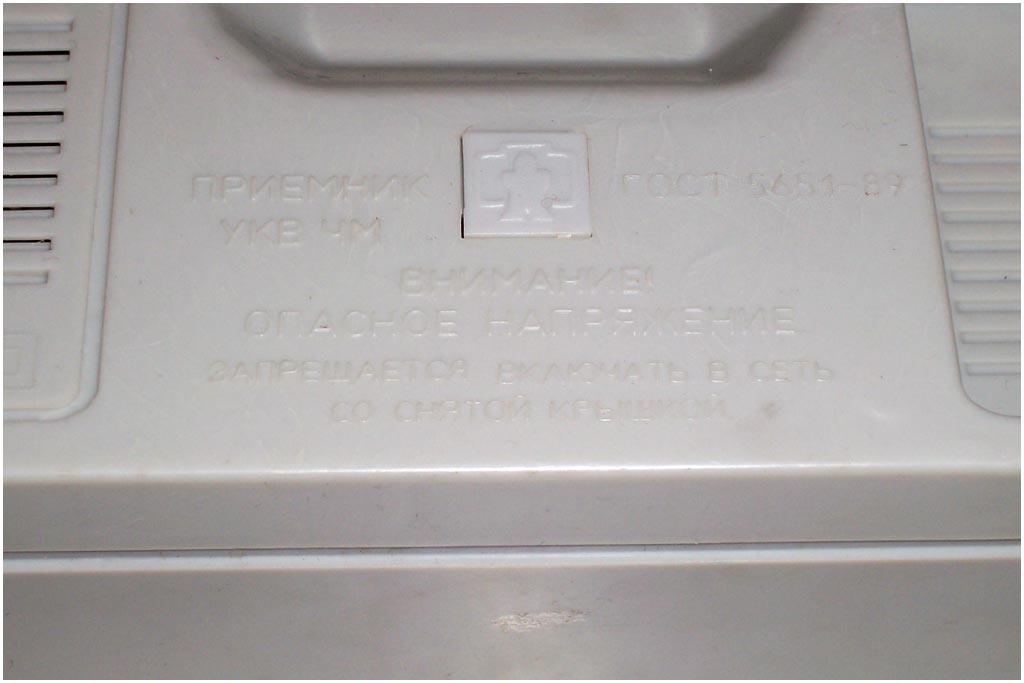 ПРИЕМНИК ГОСТ 5651-89
УКВ ЧМ
ВНИМАНИЕ!
ОПАСНОЕ НАПРЯЖЕНИЕ
ЗАПРЕЩАЕТСЯ ВКЛЮЧАТЬ В СЕТЬ
СО СНЯТОЙ КРЫШКОЙ